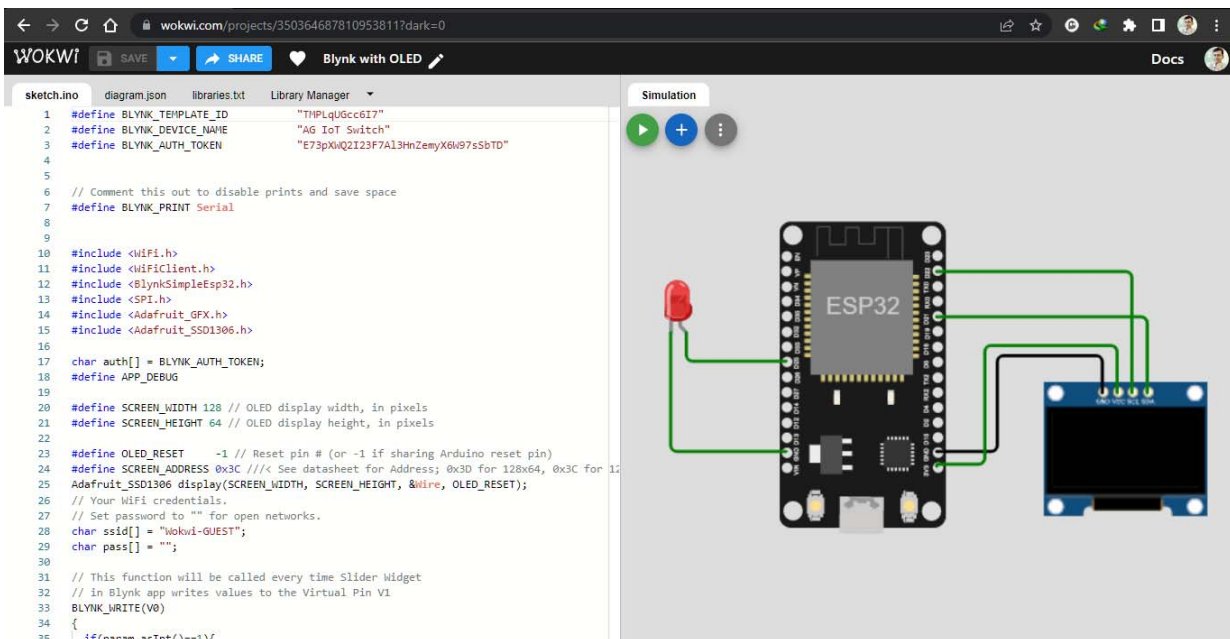 wokwi.com/projects/350364687810953811?dark=0
WOKWI SAVE SHARE Blynk with OLED Docs
sketch.ino diagram.json libraries.txt Library Manager
1 #define BLYNK_TEMPLATE_ID "TMPLqUGcc6I7"
2 #define BLYNK_DEVICE_NAME "AG IoT Switch"
3 #define BLYNK_AUTH_TOKEN "E73pXWQ2I23F7Al3HnZemyX6W97sSbTD"
4
5
6 // Comment this out to disable prints and save space
7 #define BLYNK_PRINT Serial
8
9
10 #include <WiFi.h>
11 #include <WiFiClient.h>
12 #include <BlynkSimpleEsp32.h>
13 #include <SPI.h>
14 #include <Adafruit_GFX.h>
15 #include <Adafruit_SSD1306.h>
16
17 char auth[] = BLYNK_AUTH_TOKEN;
18 #define APP_DEBUG
19
20 #define SCREEN_WIDTH 128 // OLED display width, in pixels
21 #define SCREEN_HEIGHT 64 // OLED display height, in pixels
22
23 #define OLED_RESET -1 // Reset pin # (or -1 if sharing Arduino reset pin)
24 #define SCREEN_ADDRESS 0x3C ///< See datasheet for Address; 0x3D for 128x64, 0x3C for 12
25 Adafruit_SSD1306 display(SCREEN_WIDTH, SCREEN_HEIGHT, &Wire, OLED_RESET);
26 // Your WiFi credentials.
27 // Set password to "" for open networks.
28 char ssid[] = "Wokwi-GUEST";
29 char pass[] = "";
30
31 // This function will be called every time Slider Widget
32 // in Blynk app writes values to the Virtual Pin V1
33 BLYNK_WRITE(V0)
34 {
35 if(param.asInt()==1){
Simulation
ESP32
GND VCC SCL SDA